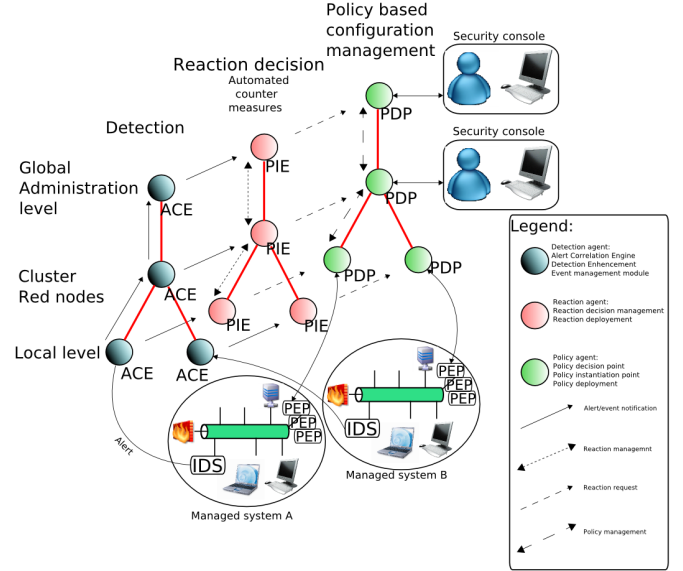 Policy based
configuration
management
Security console
Reaction decision
Automated
counter
measures
PDP
Detection
Security console
PIE
Global
Administration
level
PDP
ACE
PIE
Cluster
Red nodes
ACE
PDP
PDP
PIE
PIE
Local level
ACE
ACE
Alert
IDS
PEP
PEP
PEP
Managed system A
IDS
PEP
PEP
PEP
Managed system B
Legend:
Detection agent:
Alert Correlation Engine
Detection Enhancement
Event management module
Reaction agent:
Reaction decision management
Reaction deployement
Policy agent:
Policy decision point
Policy instantiation point
Policy deployment
Alert/event notification
Reaction managemnt
Reaction request
Policy management